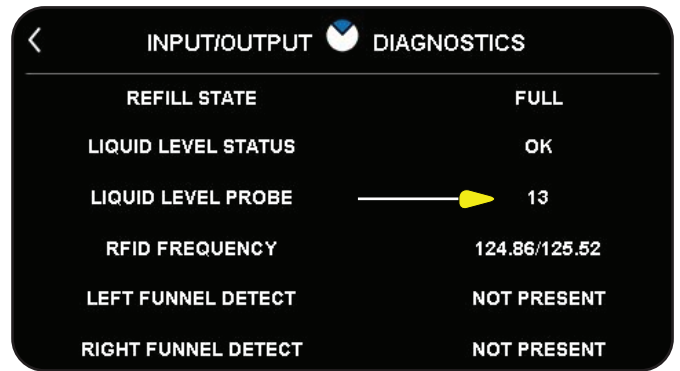 INPUT/OUTPUT DIAGNOSTICS
REFILL STATE FULL
LIQUID LEVEL STATUS OK
LIQUID LEVEL PROBE 13
RFID FREQUENCY 124.86/125.52
LEFT FUNNEL DETECT NOT PRESENT
RIGHT FUNNEL DETECT NOT PRESENT